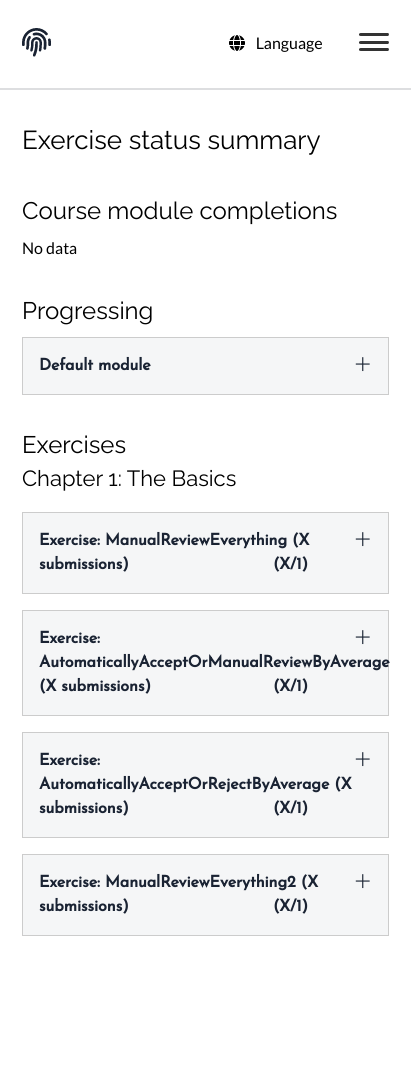 Language
Exercise status summary
Course module completions
No data
Progressing
Default module
Exercises
Chapter 1: The Basics
Exercise: ManualReviewEverything (X
submissions) (X/1)
Exercise:
AutomaticallyAcceptOrManualReviewByAverage
(X submissions) (X/1)
Exercise:
AutomaticallyAcceptOrRejectByAverage (X
submissions) (X/1)
Exercise: ManualReviewEverything2 (X
submissions) (X/1)